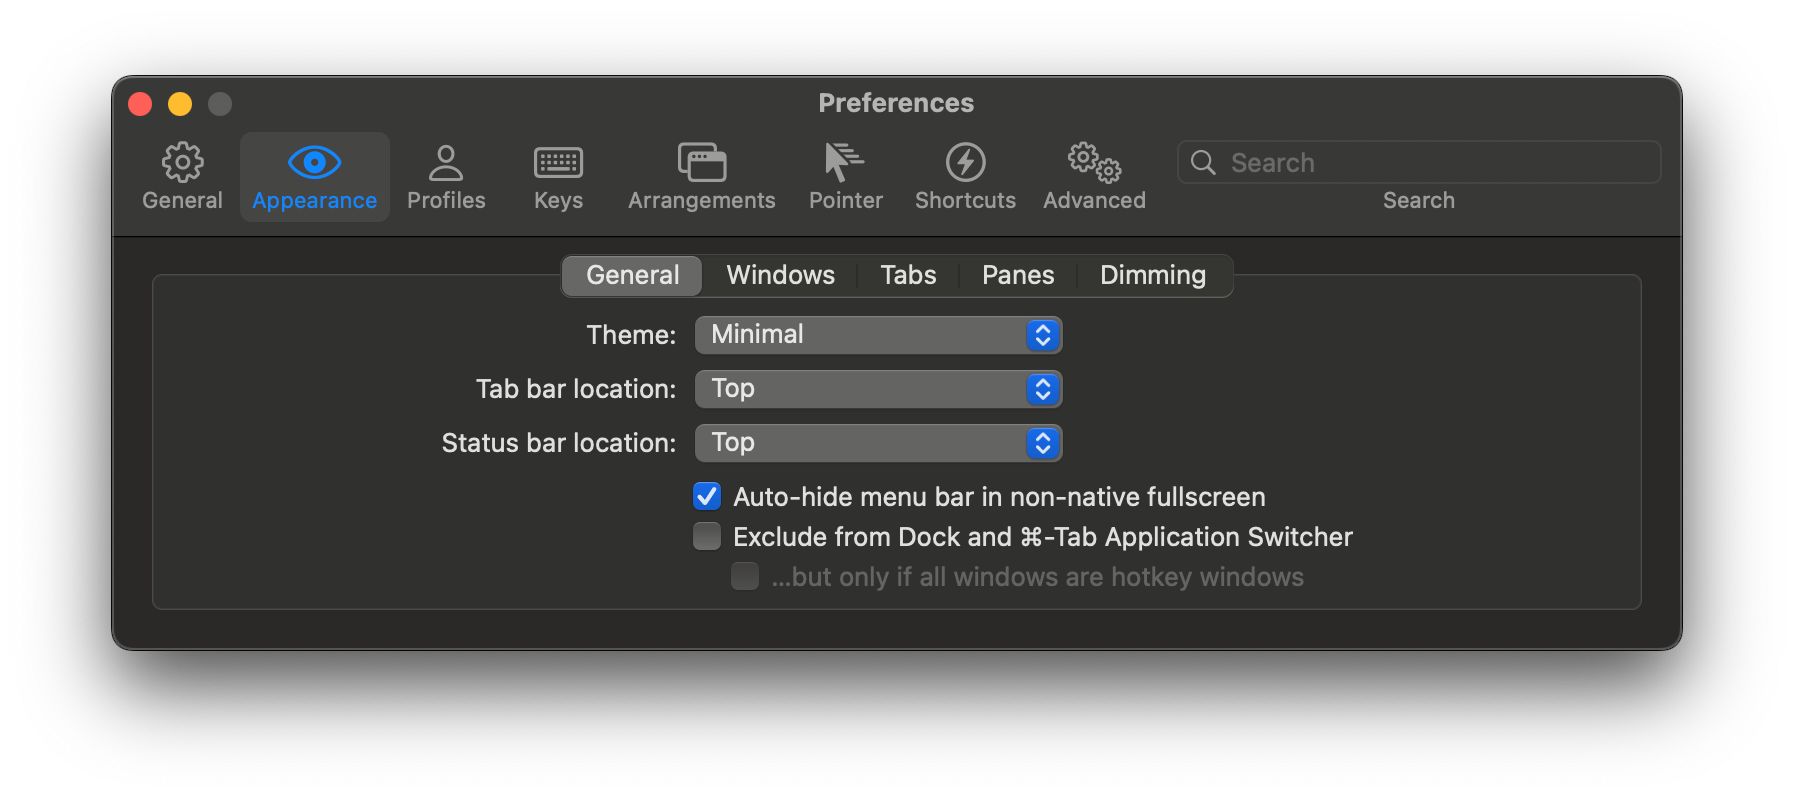 Preferences
General Appearance Profiles Keys Arrangements Pointer Shortcuts Advanced Search
Search
General Windows Tabs Panes Dimming
Theme: Minimal
Tab bar location: Top
Status bar location: Top
Auto-hide menu bar in non-native fullscreen
Exclude from Dock and ⌘-Tab Application Switcher
...but only if all windows are hotkey windows